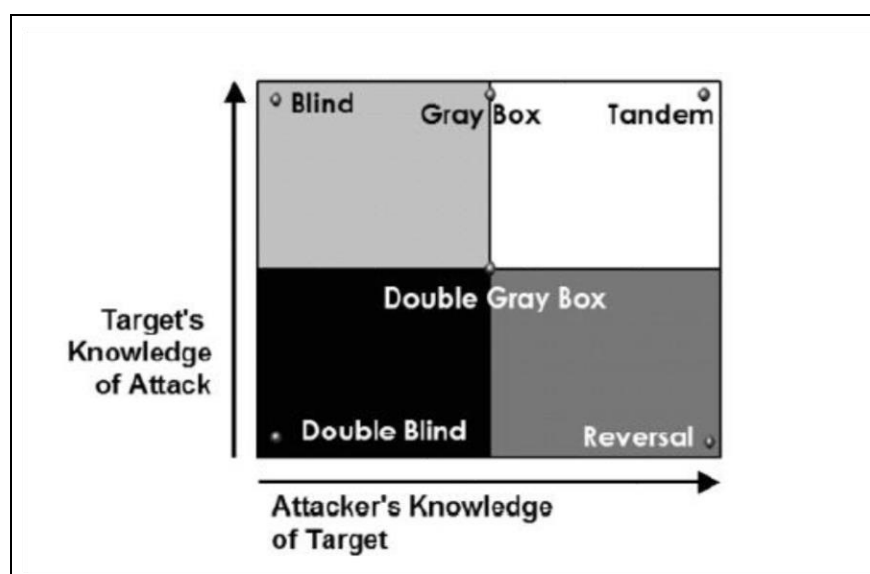 Blind
Gray Box
Tandem
Double Gray Box
Target's
Knowledge
of Attack
Double Blind
Reversal
Attacker's Knowledge
of Target